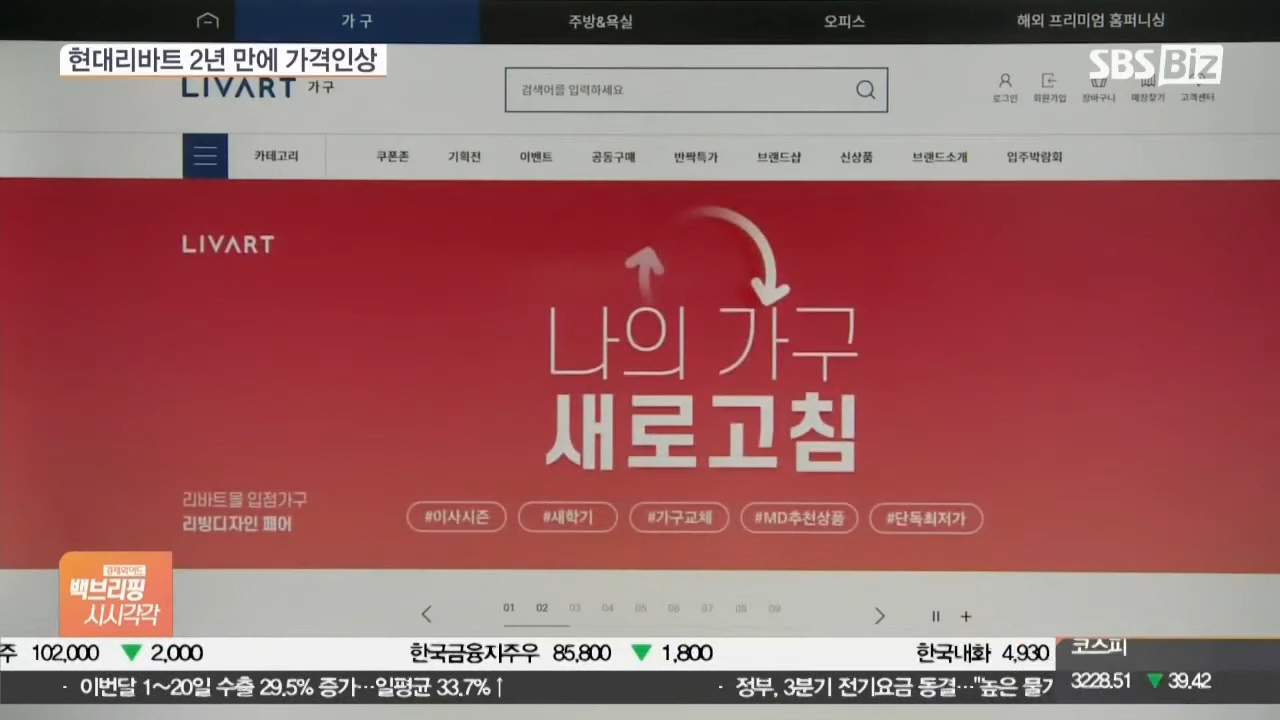 가 구
주방&욕실
오피스
해외 프리미엄 홈퍼니싱
현대리바트 2년 만에 가격인상
SBS Biz
LIVART 가구
검색어를 입력하세요
로그인
회원가입
장바구니
매장찾기
고객센터
카테고리
쿠폰존
기획전
이벤트
공동구매
반짝특가
브랜드샵
신상품
브랜드소개
입주박람회
LIVART
나의 가구
새로고침
리바트몰 입점가구
리빙디자인 페어
#이사시즌
#새학기
#가구교체
#MD추천상품
#단독최저가
경제와이드
백브리핑
시시각각
01 02 03 04 05 06 07 08 09
주 102,000 ▼ 2,000
한국금융지주우 85,800 ▼ 1,800
한국내화 4,930
코스피
3228.51 ▼ 39.42
· 이번달 1~20일 수출 29.5% 증가…일평균 33.7%↑
· 정부, 3분기 전기요금 동결…"높은 물가